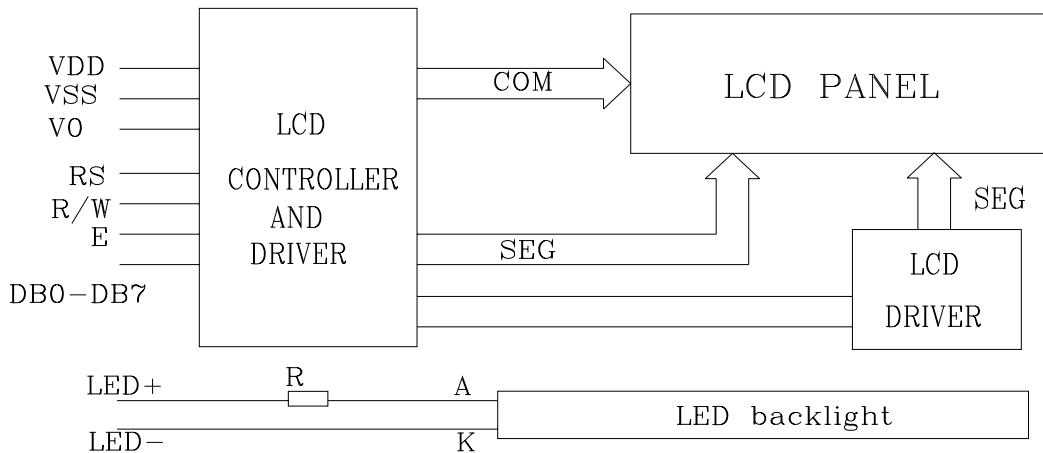 VDD
VSS
V0
RS
R/W
E
DB0-DB7
LCD
CONTROLLER
AND
DRIVER
COM
LCD PANEL
SEG
SEG
LCD
DRIVER
LED+
R
A
LED-
K
LED backlight